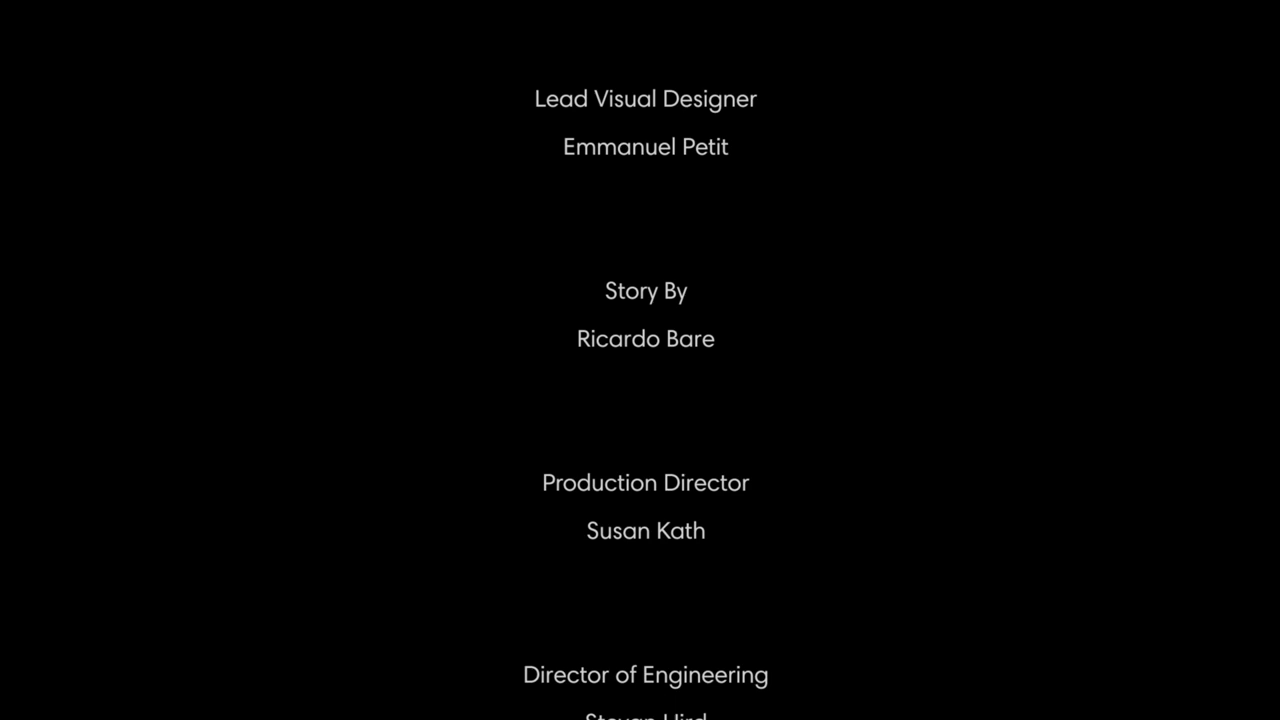 Lead Visual Designer
Emmanuel Petit
Story By
Ricardo Bare
Production Director
Susan Kath
Director of Engineering